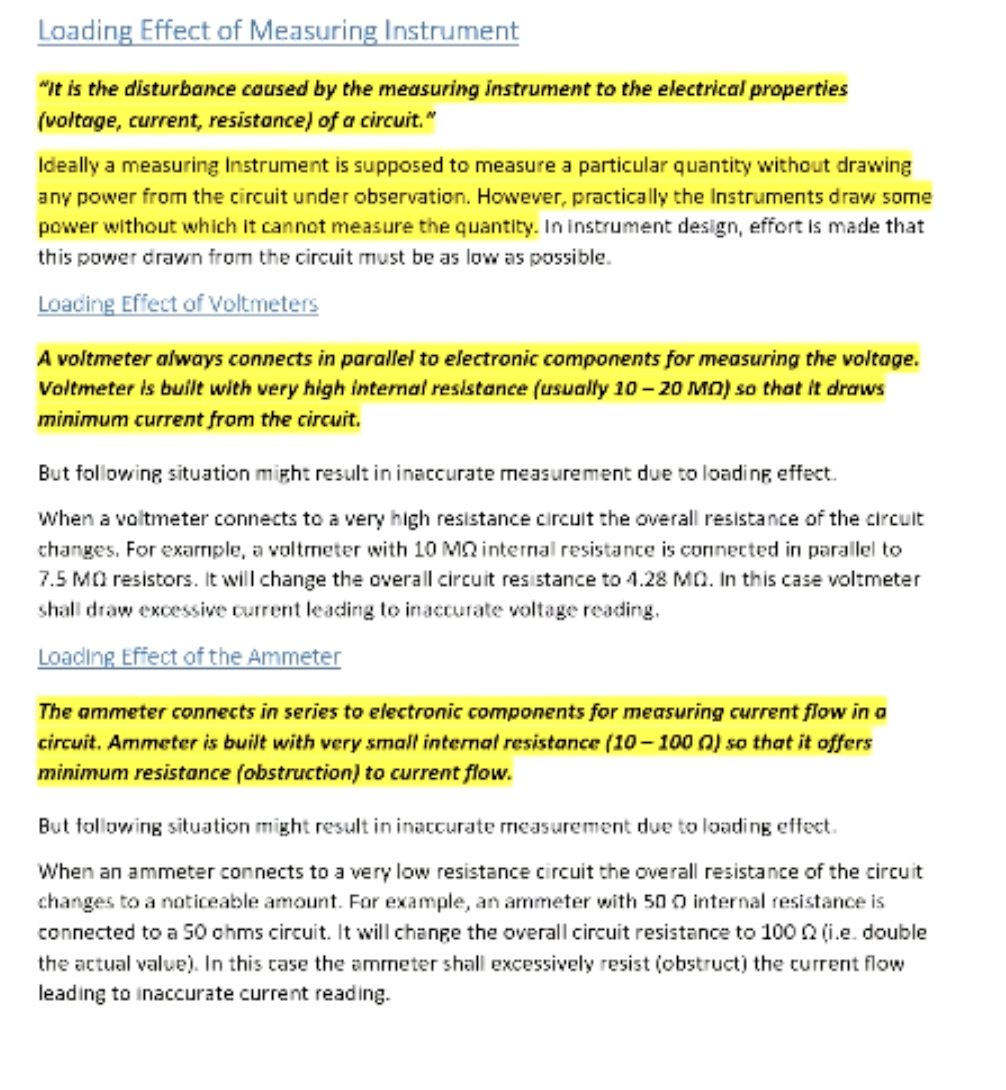 Loading Effect of Measuring Instrument
“It is the disturbance caused by the measuring instrument to the electrical properties
(voltage, current, resistance) of a circuit.”
Ideally a measuring Instrument is supposed to measure a particular quantity without drawing
any power from the circuit under observation. However, practically the Instruments draw some
power without which it cannot measure the quantity. In instrument design, effort is made that
this power drawn from the circuit must be as low as possible.
Loading Effect of Voltmeters
A voltmeter always connects in parallel to electronic components for measuring the voltage.
Voltmeter is built with very high internal resistance (usually 10 – 20 MΩ) so that it draws
minimum current from the circuit.
But following situation might result in inaccurate measurement due to loading effect.
When a voltmeter connects to a very high resistance circuit the overall resistance of the circuit
changes. For example, a voltmeter with 10 MΩ internal resistance is connected in parallel to
7.5 MΩ resistors. It will change the overall circuit resistance to 4.28 MΩ. In this case voltmeter
shall draw excessive current leading to inaccurate voltage reading.
Loading Effect of the Ammeter
The ammeter connects in series to electronic components for measuring current flow in a
circuit. Ammeter is built with very small internal resistance (10 – 100 Ω) so that it offers
minimum resistance (obstruction) to current flow.
But following situation might result in inaccurate measurement due to loading effect.
When an ammeter connects to a very low resistance circuit the overall resistance of the circuit
changes to a noticeable amount. For example, an ammeter with 50 Ω internal resistance is
connected to a 50 ohms circuit. It will change the overall circuit resistance to 100 Ω (i.e. double
the actual value). In this case the ammeter shall excessively resist (obstruct) the current flow
leading to inaccurate current reading.